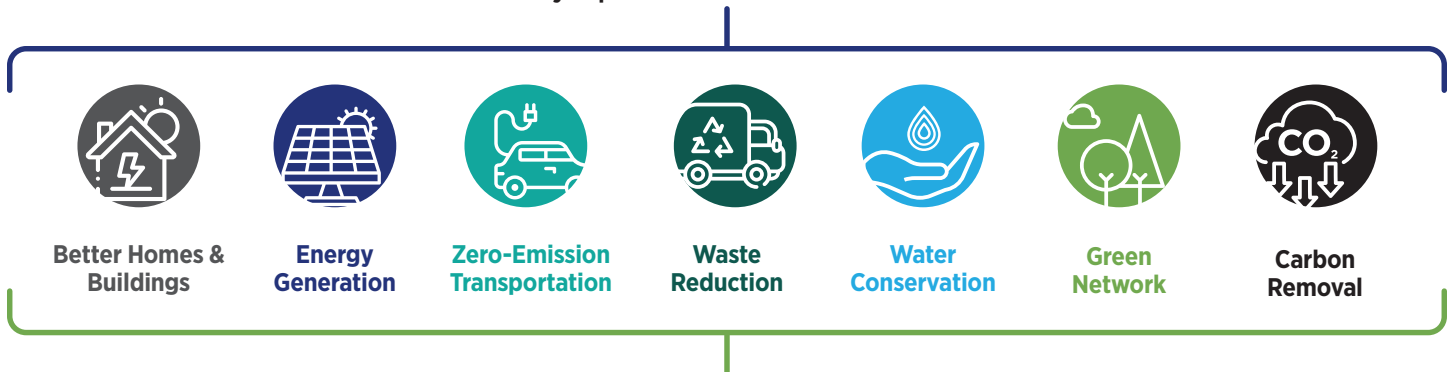 Better Homes &
Buildings
Energy
Generation
Zero-Emission
Transportation
Waste
Reduction
Water
Conservation
Green
Network
CO₂
Carbon
Removal